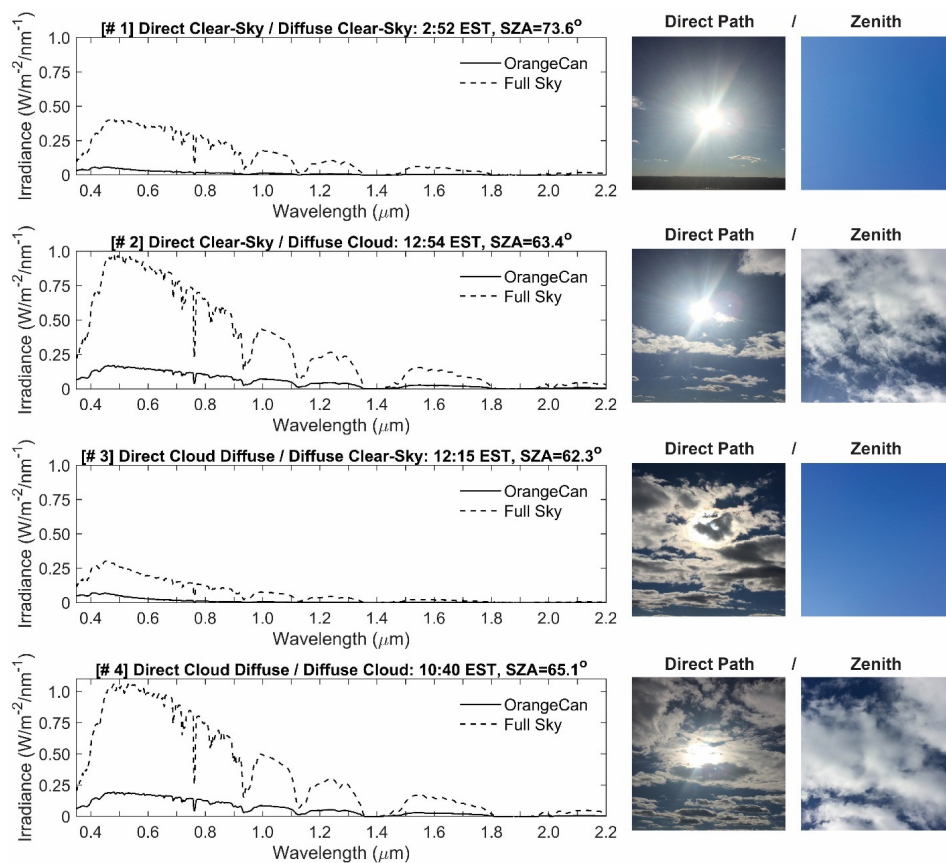 [# 1] Direct Clear-Sky / Diffuse Clear-Sky: 2:52 EST, SZA=73.6°
Direct Path / Zenith
Irradiance (W/m⁻²/nm⁻¹)
1.0
0.75
0.50
0.25
0
OrangeCan
Full Sky
0.4 0.6 0.8 1.0 1.2 1.4 1.6 1.8 2.0 2.2
Wavelength (μm)
[# 2] Direct Clear-Sky / Diffuse Cloud: 12:54 EST, SZA=63.4°
Direct Path / Zenith
Irradiance (W/m⁻²/nm⁻¹)
1.0
0.75
0.50
0.25
0
OrangeCan
Full Sky
0.4 0.6 0.8 1.0 1.2 1.4 1.6 1.8 2.0 2.2
Wavelength (μm)
[# 3] Direct Cloud Diffuse / Diffuse Clear-Sky: 12:15 EST, SZA=62.3°
Direct Path / Zenith
Irradiance (W/m⁻²/nm⁻¹)
1.0
0.75
0.50
0.25
0
OrangeCan
Full Sky
0.4 0.6 0.8 1.0 1.2 1.4 1.6 1.8 2.0 2.2
Wavelength (μm)
[# 4] Direct Cloud Diffuse / Diffuse Cloud: 10:40 EST, SZA=65.1°
Direct Path / Zenith
Irradiance (W/m⁻²/nm⁻¹)
1.0
0.75
0.50
0.25
0
OrangeCan
Full Sky
0.4 0.6 0.8 1.0 1.2 1.4 1.6 1.8 2.0 2.2
Wavelength (μm)